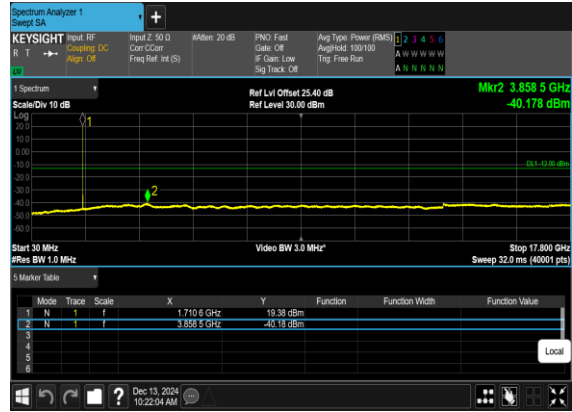 Spectrum Analyzer 1
Swept SA
+
KEYSIGHT Input: RF Input Z: 50 Ω #Atten: 20 dB PNO: Fast Avg Type: Power (RMS) 1 2 3 4 5 6
R T Coupling: DC Corr CCorr Gate: Off Avg|Hold: 100/100 A W W W W W
Align: Off Freq Ref: Int (S) IF Gain: Low Trig: Free Run
Sig Track: Off A N N N N N
1 Spectrum Ref Lvl Offset 25.40 dB Mkr2 3.858 5 GHz
Scale/Div 10 dB Ref Level 30.00 dBm -40.178 dBm
Log
1
20.0
10.0
0.00
-10.0
DL1 -13.00 dBm
-20.0
-30.0
2
-40.0
-50.0
-60.0
Start 30 MHz Video BW 3.0 MHz* Stop 17.800 GHz
#Res BW 1.0 MHz Sweep 32.0 ms (40001 pts)
5 Marker Table
Mode Trace Scale X Y Function Function Width Function Value
1 N 1 f 1.710 6 GHz 19.38 dBm
2 N 1 f 3.858 5 GHz -40.18 dBm
3
4
5
6
Local
? Dec 13, 2024
10:22:04 AM